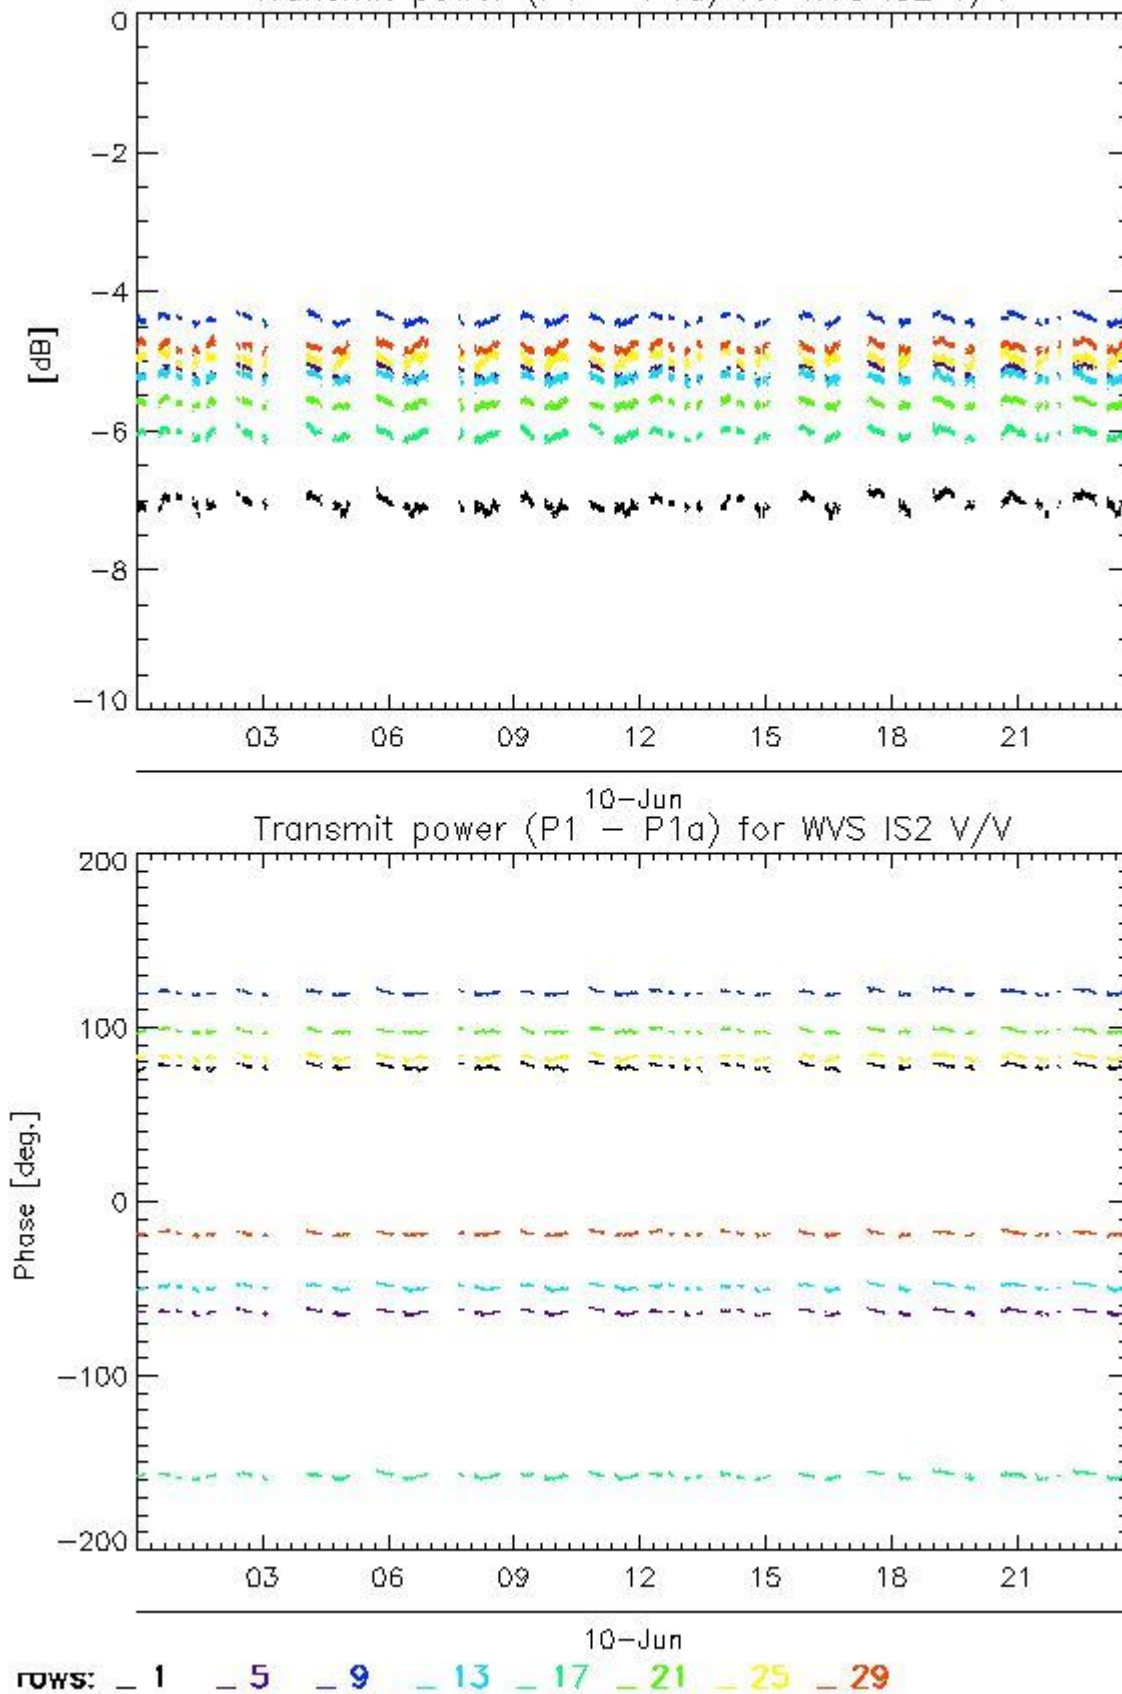 0
-2
-4
[dB]
-6
-8
-10
03 06 09 12 15 18 21
10-Jun
Transmit power (P1 - P1a) for WVS IS2 V/V
200
100
Phase [deg.]
0
-100
-200
03 06 09 12 15 18 21
10-Jun
rows: _ 1 _ 5 _ 9 _ 13 _ 17 _ 21 _ 25 _ 29